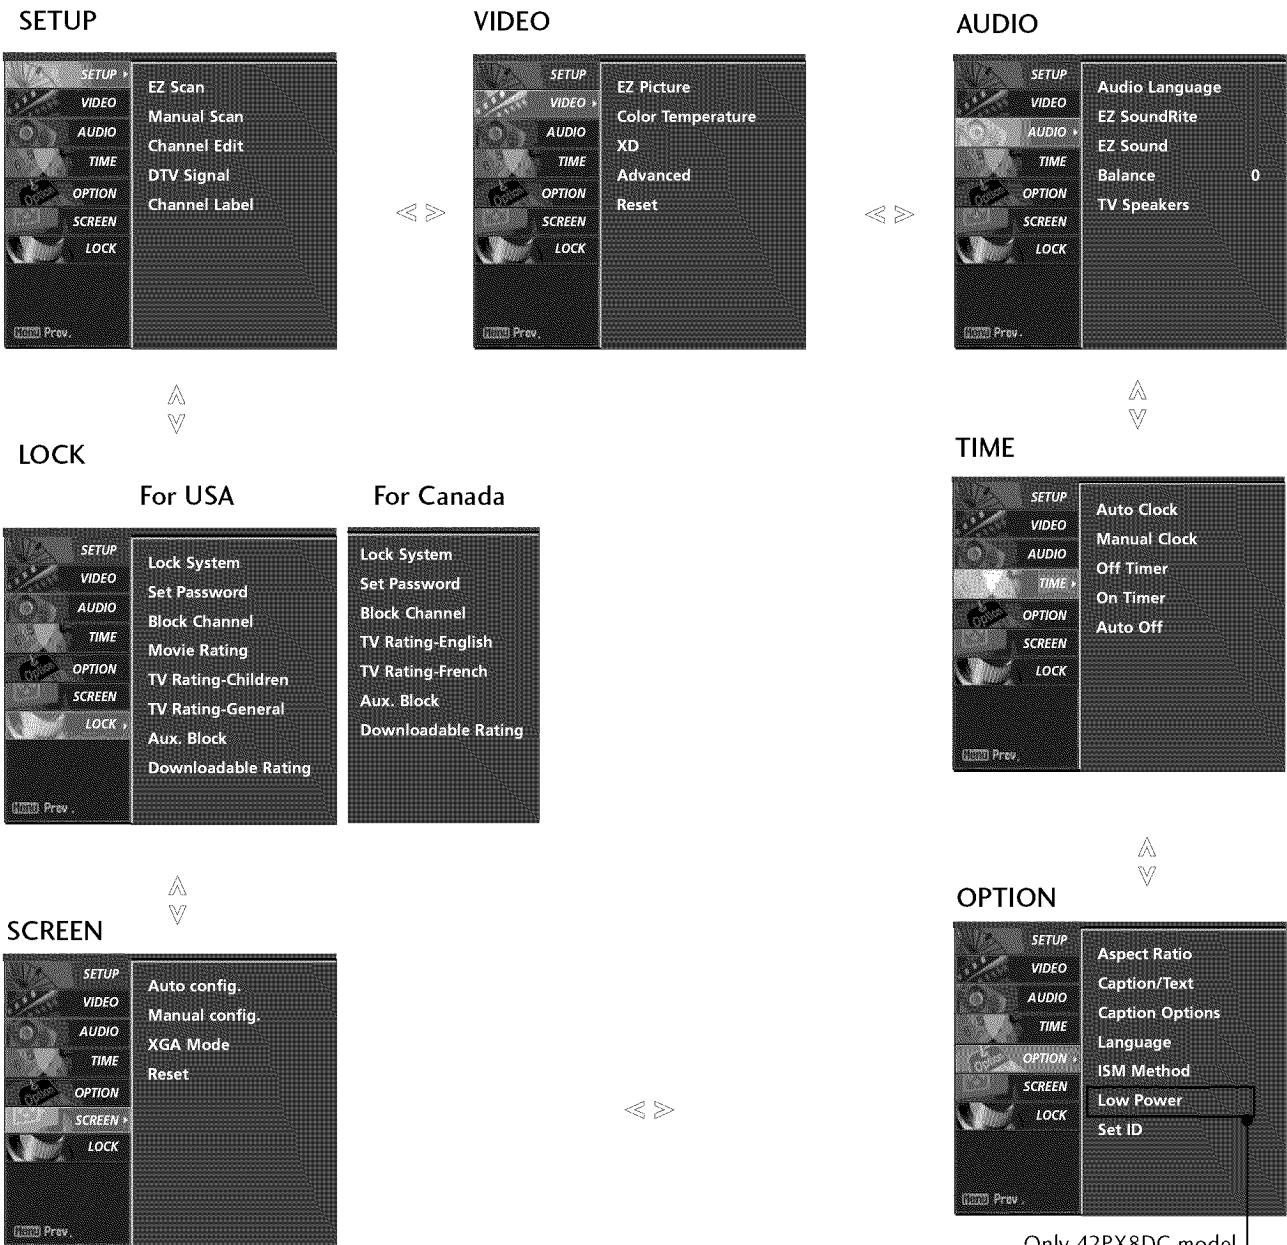 SETUP
SETUP
VIDEO
AUDIO
TIME
OPTION
SCREEN
LOCK
EZ Scan
Manual Scan
Channel Edit
DTV Signal
Channel Label
Menu Prev.
VIDEO
SETUP
VIDEO
AUDIO
TIME
OPTION
SCREEN
LOCK
EZ Picture
Color Temperature
XD
Advanced
Reset
Menu Prev.
AUDIO
SETUP
VIDEO
AUDIO
TIME
OPTION
SCREEN
LOCK
Audio Language
EZ SoundRite
EZ Sound
Balance 0
TV Speakers
Menu Prev.
LOCK
For USA
SETUP
VIDEO
AUDIO
TIME
OPTION
SCREEN
LOCK
Lock System
Set Password
Block Channel
Movie Rating
TV Rating-Children
TV Rating-General
Aux. Block
Downloadable Rating
Menu Prev.
For Canada
Lock System
Set Password
Block Channel
TV Rating-English
TV Rating-French
Aux. Block
Downloadable Rating
TIME
SETUP
VIDEO
AUDIO
TIME
OPTION
SCREEN
LOCK
Auto Clock
Manual Clock
Off Timer
On Timer
Auto Off
Menu Prev.
SCREEN
SETUP
VIDEO
AUDIO
TIME
OPTION
SCREEN
LOCK
Auto config.
Manual config.
XGA Mode
Reset
Menu Prev.
OPTION
SETUP
VIDEO
AUDIO
TIME
OPTION
SCREEN
LOCK
Aspect Ratio
Caption/Text
Caption Options
Language
ISM Method
Low Power
Set ID
Menu Prev.
Only 42PX8DC model